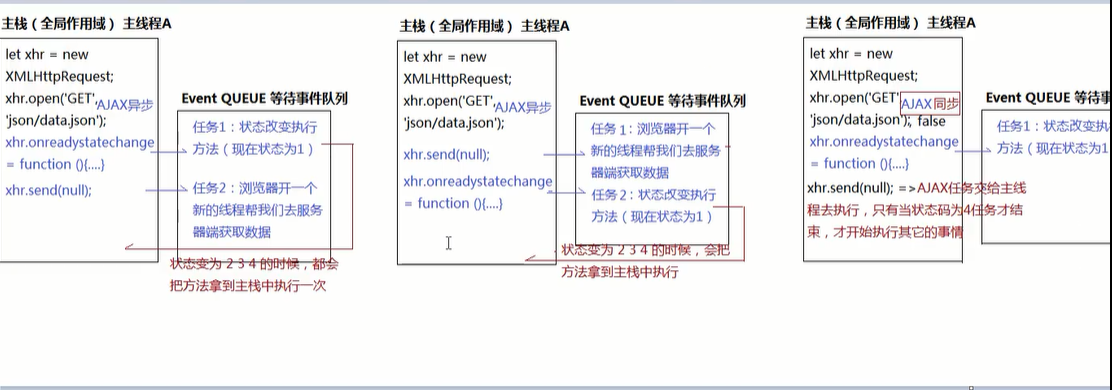 主栈（全局作用域） 主线程A
let xhr = new
XMLHttpRequest;
xhr.open('GET', AJAX异步
'json/data.json');
xhr.onreadystatechange
= function (){....}
xhr.send(null);
Event QUEUE 等待事件队列
任务1：状态改变执行
方法（现在状态为1）
任务2：浏览器开一个
新的线程帮我们去服务
器端获取数据
状态变为 2 3 4 的时候，都会
把方法拿到主栈中执行一次
主栈（全局作用域） 主线程A
let xhr = new
XMLHttpRequest;
xhr.open('GET', AJAX异步
'json/data.json');
xhr.send(null);
xhr.onreadystatechange
= function (){....}
Event QUEUE 等待事件队列
任务1：浏览器开一个
新的线程帮我们去服务
器端获取数据
任务2：状态改变执行
方法（现在状态为1）
状态变为 2 3 4 的时候，会把
方法拿到主栈中执行
主栈（全局作用域） 主线程A
let xhr = new
XMLHttpRequest;
xhr.open('GET' AJAX同步
'json/data.json'), false
xhr.onreadystatechange
= function (){....}
xhr.send(null); =>AJAX任务交给主线
程去执行，只有当状态码为4任务才结
束，才开始执行其它的事情
Event QUEUE 等待事
任务1：状态改变执
方法（现在状态为1